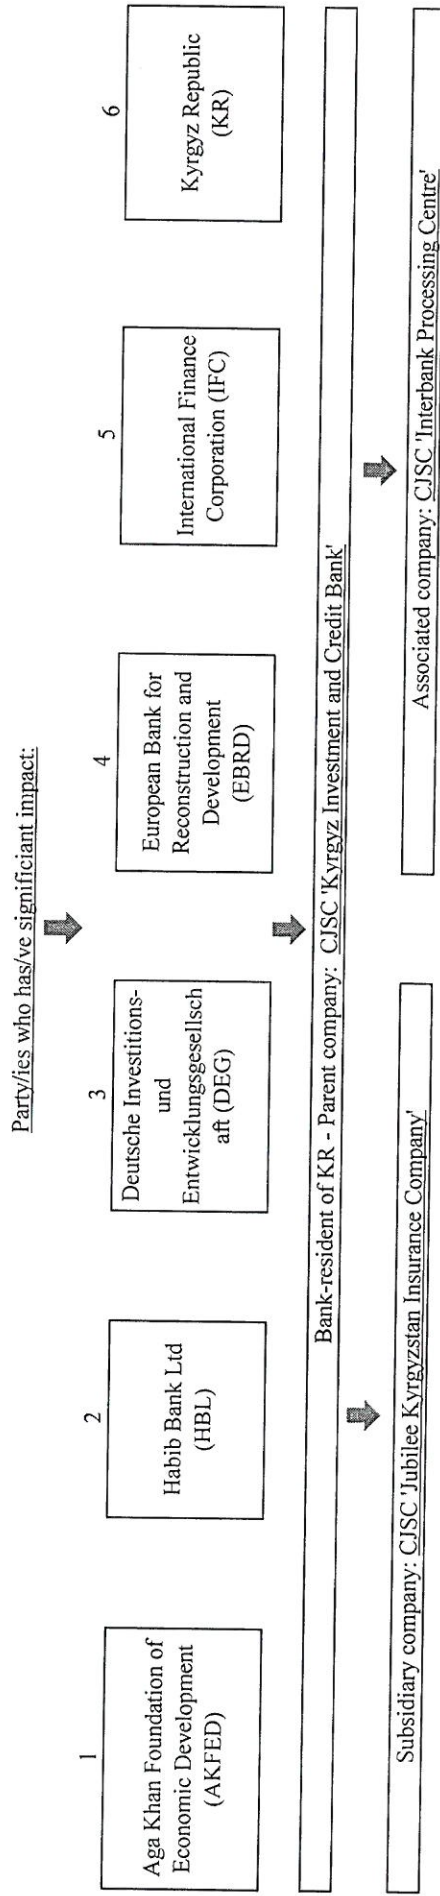 Party/ies who has/ve significiant impact:
1
Aga Khan Foundation of
Economic Development
(AKFED)
2
Habib Bank Ltd
(HBL)
3
Deutsche Investitions-
und
Entwicklungsgesellsch
aft (DEG)
4
European Bank for
Reconstruction and
Development
(EBRD)
5
International Finance
Corporation (IFC)
6
Kyrgyz Republic
(KR)
Bank-resident of KR - Parent company: CJSC 'Kyrgyz Investment and Credit Bank'
Subsidiary company: CJSC 'Jubilee Kyrgyzstan Insurance Company'
Associated company: CJSC 'Interbank Processing Centre'